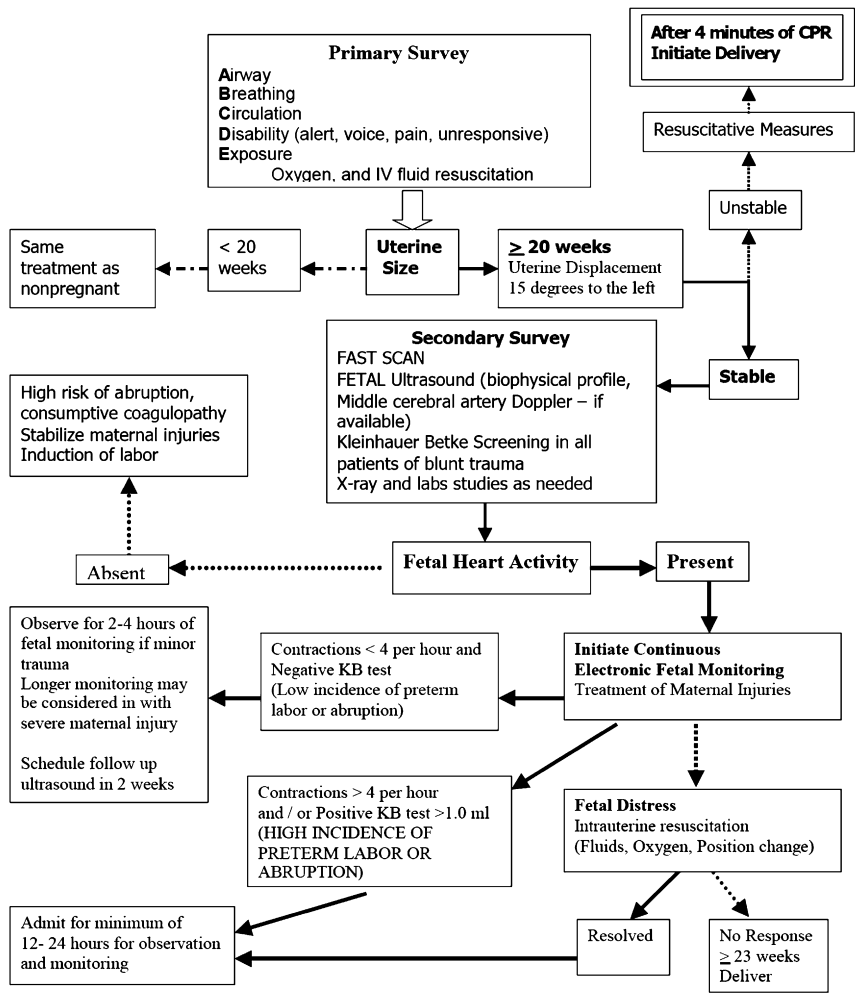 Primary Survey
Airway
Breathing
Circulation
Disability (alert, voice, pain, unresponsive)
Exposure
Oxygen, and IV fluid resuscitation
After 4 minutes of CPR
Initiate Delivery
Resuscitative Measures
Unstable
Same
treatment as
nonpregnant
< 20
weeks
Uterine
Size
≥ 20 weeks
Uterine Displacement
15 degrees to the left
Stable
Secondary Survey
FAST SCAN
FETAL Ultrasound (biophysical profile,
Middle cerebral artery Doppler – if
available)
Kleinhauer Betke Screening in all
patients of blunt trauma
X-ray and labs studies as needed
High risk of abruption,
consumptive coagulopathy
Stabilize maternal injuries
Induction of labor
Absent
Fetal Heart Activity
Present
Observe for 2-4 hours of
fetal monitoring if minor
trauma
Longer monitoring may
be considered in with
severe maternal injury
Schedule follow up
ultrasound in 2 weeks
Contractions < 4 per hour and
Negative KB test
(Low incidence of preterm
labor or abruption)
Initiate Continuous
Electronic Fetal Monitoring
Treatment of Maternal Injuries
Contractions > 4 per hour
and / or Positive KB test >1.0 ml
(HIGH INCIDENCE OF
PRETERM LABOR OR
ABRUPTION)
Fetal Distress
Intrauterine resuscitation
(Fluids, Oxygen, Position change)
Admit for minimum of
12- 24 hours for observation
and monitoring
Resolved
No Response
≥ 23 weeks
Deliver